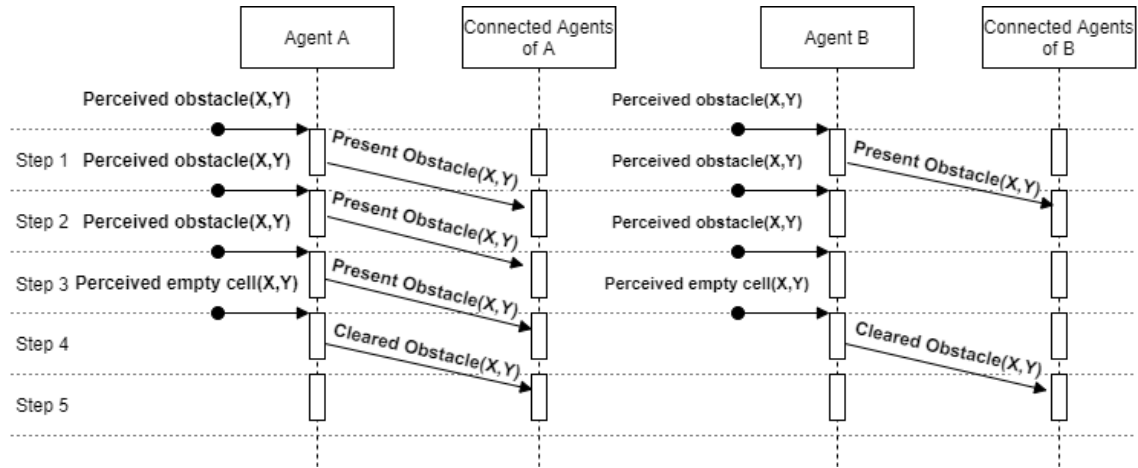 Agent A
Connected Agents
of A
Agent B
Connected Agents
of B
Perceived obstacle(X,Y)
Perceived obstacle(X,Y)
Step 1
Perceived obstacle(X,Y)
Present Obstacle(X,Y)
Perceived obstacle(X,Y)
Present Obstacle(X,Y)
Step 2
Perceived obstacle(X,Y)
Present Obstacle(X,Y)
Perceived obstacle(X,Y)
Step 3
Perceived empty cell(X,Y)
Present Obstacle(X,Y)
Perceived empty cell(X,Y)
Step 4
Cleared Obstacle(X,Y)
Cleared Obstacle(X,Y)
Step 5